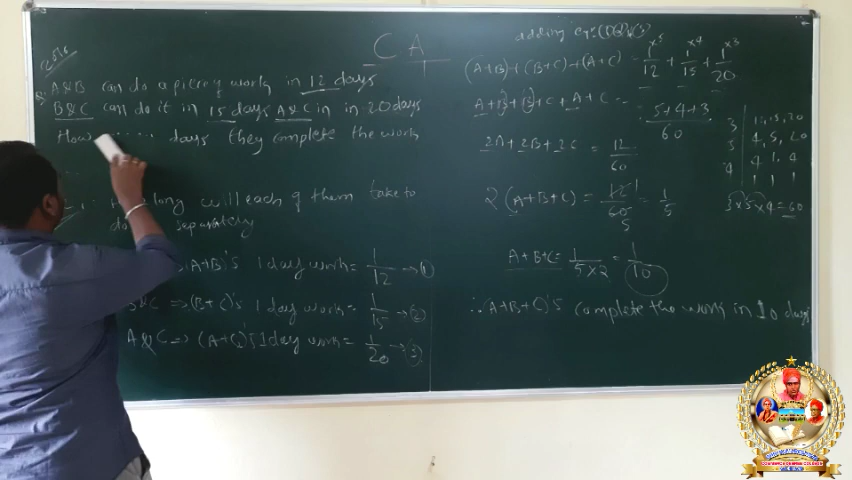 CA
A&B can do a piece of work in 12 days
B&C can do it in 15 days A&C in in 20 days
How days they complete the work
long will each of them take to
do separately
(A+B)'s 1 day work = 1/12 → ①
B&C ⇒ (B+C)'s 1 day work = 1/15 → ②
A&C ⇒ (A+C)'s 1 day work = 1/20 → ③
adding
(A+B)+(B+C)+(A+C) = 1/12 + 1/15 + 1/20
x5 x4 x3
A+B+B+C+A+C = (5+4+3)/60
2A+2B+2C = 12/60
2(A+B+C) = 12/60 = 1/5
5
A+B+C = 1/(5×2) = 1/10
∴ (A+B+C)'s complete the work in 10 days
3 | 12, 15, 20
4, 5, 20
4, 1, 4
4 | 1 1 1
3×5×4=60